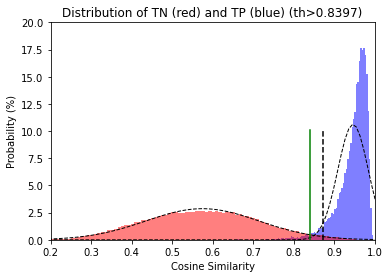 Distribution of TN (red) and TP (blue) (th>0.8397)
20.0
17.5
15.0
12.5
10.0
7.5
5.0
2.5
0.0
Probability (%)
0.2 0.3 0.4 0.5 0.6 0.7 0.8 0.9 1.0
Cosine Similarity